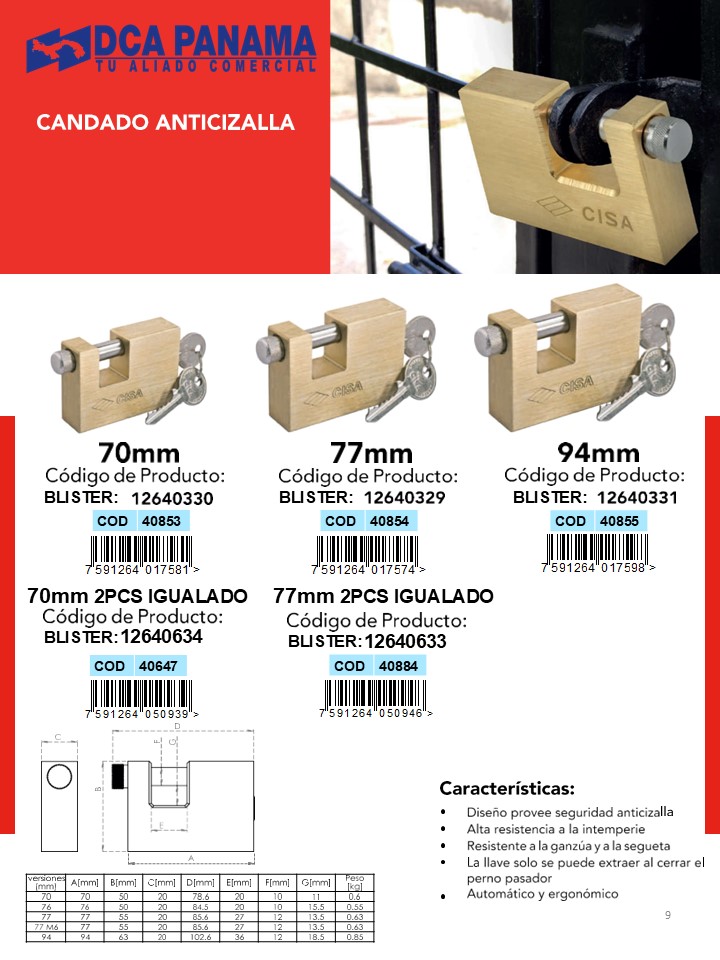 DCA PANAMA
TU ALIADO COMERCIAL
CANDADO ANTICIZALLA
CISA
CISA
CISA
CISA
70mm
Código de Producto:
BLISTER: 12640330
COD 40853
7 591264 017581 >
77mm
Código de Producto:
BLISTER: 12640329
COD 40854
7 591264 017574 >
94mm
Código de Producto:
BLISTER: 12640331
COD 40855
7 591264 017598 >
70mm 2PCS IGUALADO
Código de Producto:
BLISTER: 12640634
COD 40647
7 591264 050939 >
77mm 2PCS IGUALADO
Código de Producto:
BLISTER: 12640633
COD 40884
7 591264 050946 >
C
D
F
G
B
E
A
versiones [mm] A[mm] B[mm] C[mm] D[mm] E[mm] F[mm] G[mm] Peso [kg]
70 70 50 20 78.6 20 10 11 0.6
76 76 50 20 84.5 20 10 15.5 0.55
77 77 55 20 85.6 27 12 13.5 0.63
77 M6 77 55 20 85.6 27 12 13.5 0.63
94 94 63 20 102.6 36 12 18.5 0.85
Características:
• Diseño provee seguridad anticizalla
• Alta resistencia a la intemperie
• Resistente a la ganzúa y a la segueta
• La llave solo se puede extraer al cerrar el
perno pasador
• Automático y ergonómico
9